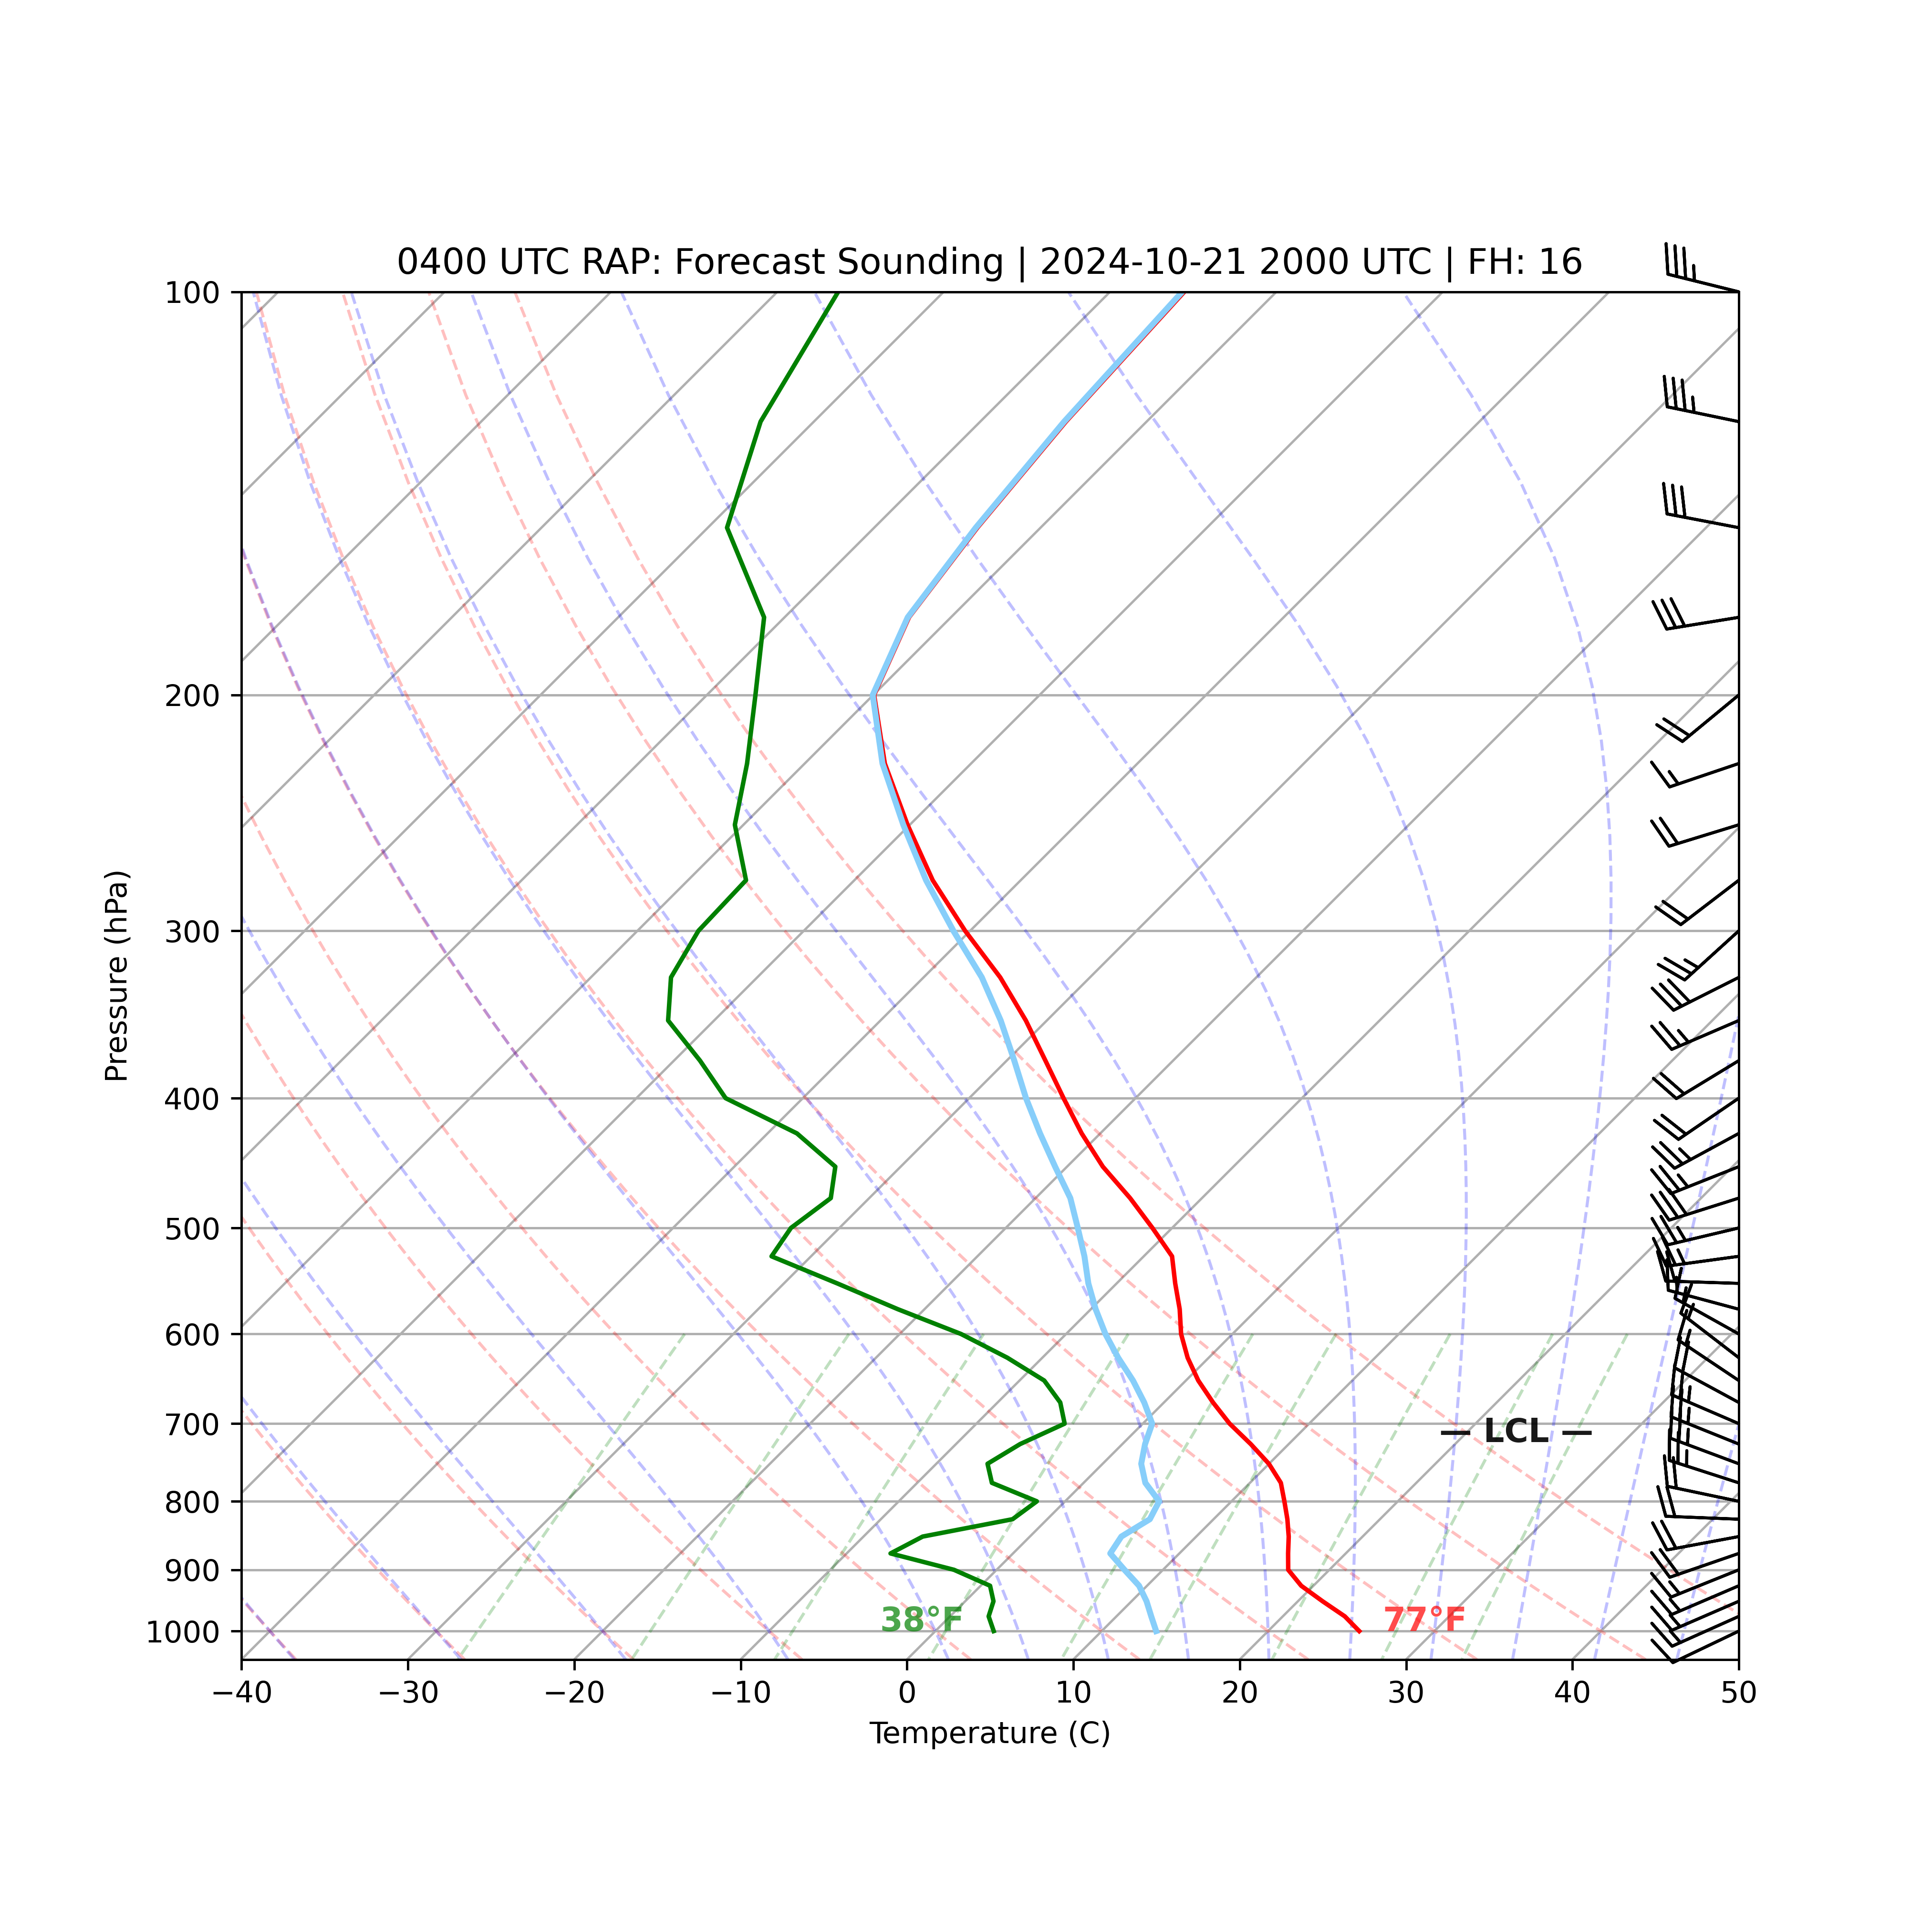 0400 UTC RAP: Forecast Sounding | 2024-10-21 2000 UTC | FH: 16
100
200
300
400
500
600
700
800
900
1000
Pressure (hPa)
— LCL —
38°F
77°F
−40 −30 −20 −10 0 10 20 30 40 50
Temperature (C)